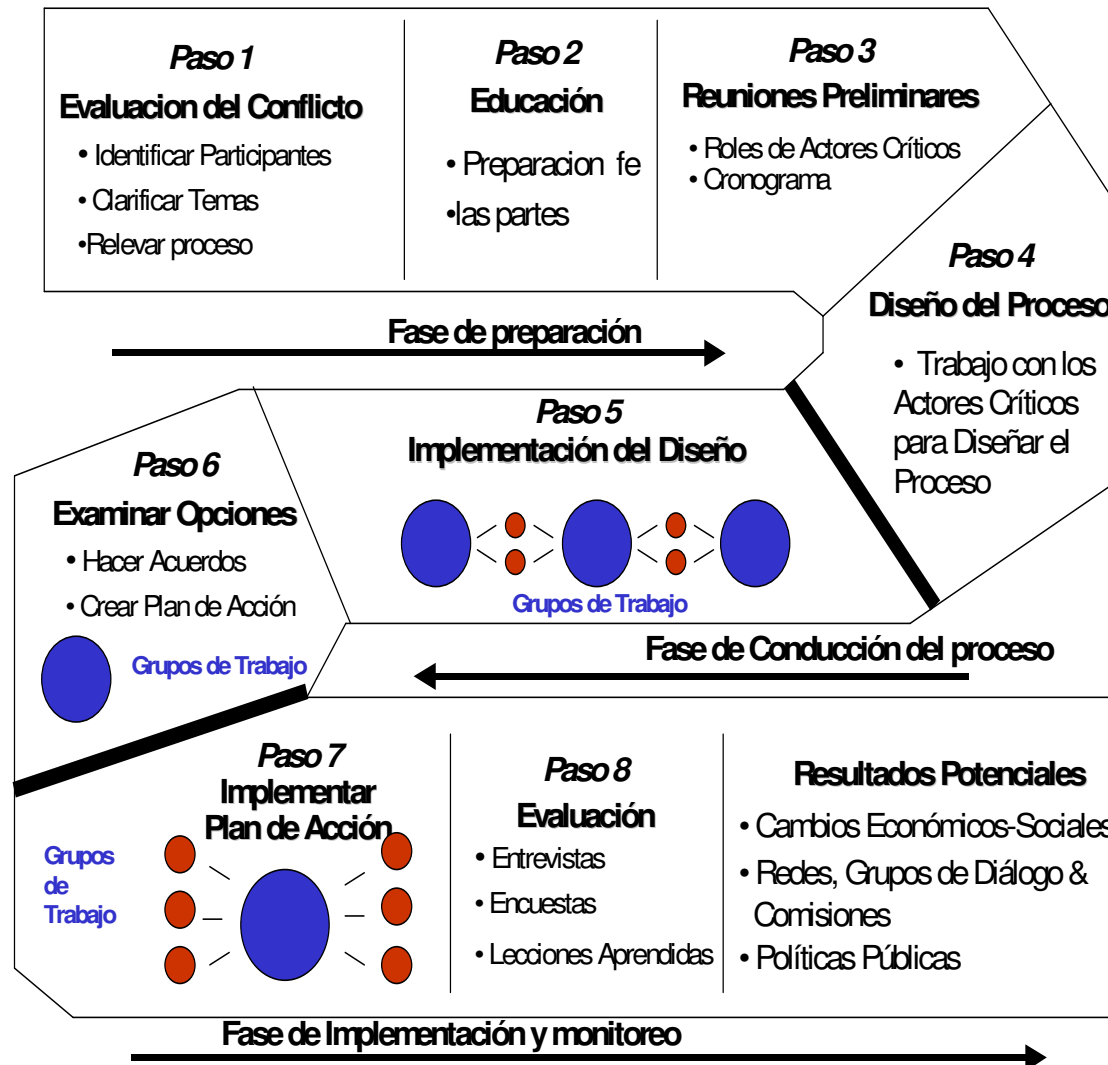 Paso 1
Evaluacion del Conflicto
• Identificar Participantes
• Clarificar Temas
•Relevar proceso
Paso 2
Educación
• Preparacion fe
•las partes
Paso 3
Reuniones Preliminares
• Roles de Actores Críticos
• Cronograma
Paso 4
Diseño del Proceso
• Trabajo con los
Actores Críticos
para Diseñar el
Proceso
Fase de preparación
Paso 5
Implementación del Diseño
Grupos de Trabajo
Paso 6
Examinar Opciones
• Hacer Acuerdos
• Crear Plan de Acción
Grupos de Trabajo
Fase de Conducción del proceso
Paso 7
Implementar
Plan de Acción
Grupos
de
Trabajo
Paso 8
Evaluación
• Entrevistas
• Encuestas
• Lecciones Aprendidas
Resultados Potenciales
• Cambios Económicos-Sociales
• Redes, Grupos de Diálogo &
Comisiones
• Políticas Públicas
Fase de Implementación y monitoreo